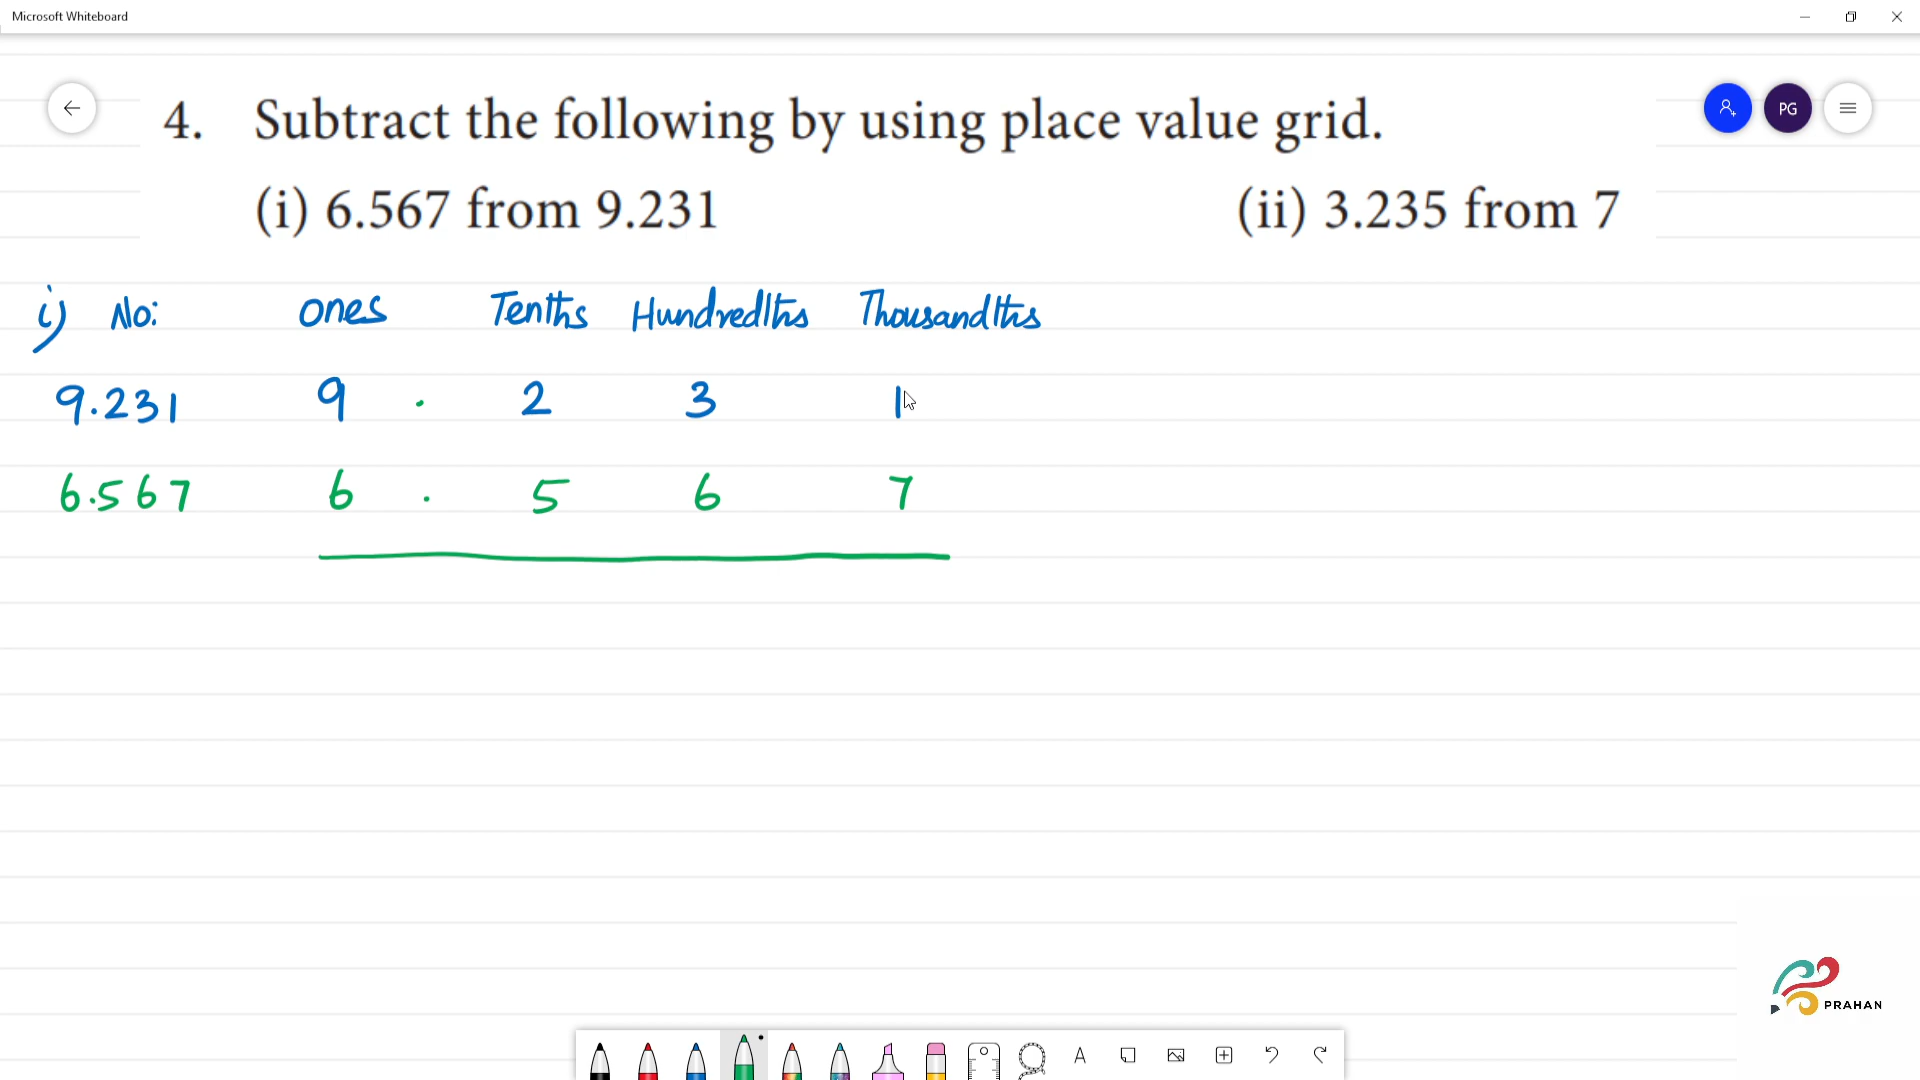 Microsoft Whiteboard
PG
4. Subtract the following by using place value grid.
(i) 6.567 from 9.231 (ii) 3.235 from 7
i) No: ones Tenths Hundredths Thousandths
9.231 9 . 2 3 1
6.567 6 . 5 6 7
PRAHAN
A